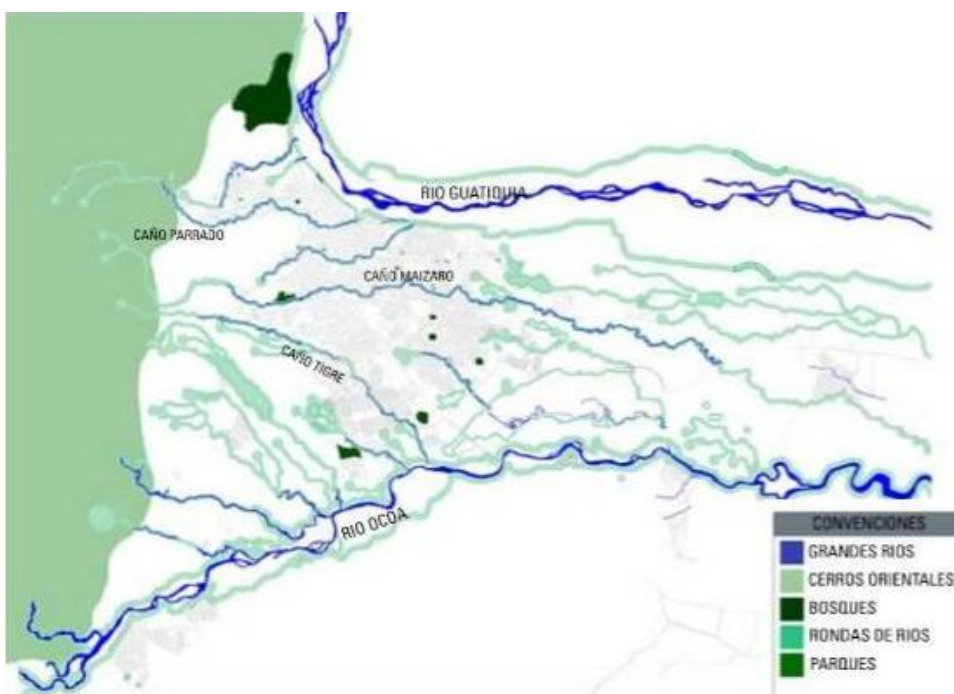 RIO GUATIQUIA
CAÑO PARRADO
CAÑO MAIZARO
CAÑO TIGRE
RIO OCOA
CONVENCIONES
GRANDES RIOS
CERROS ORIENTALES
BOSQUES
RONDAS DE RIOS
PARQUES